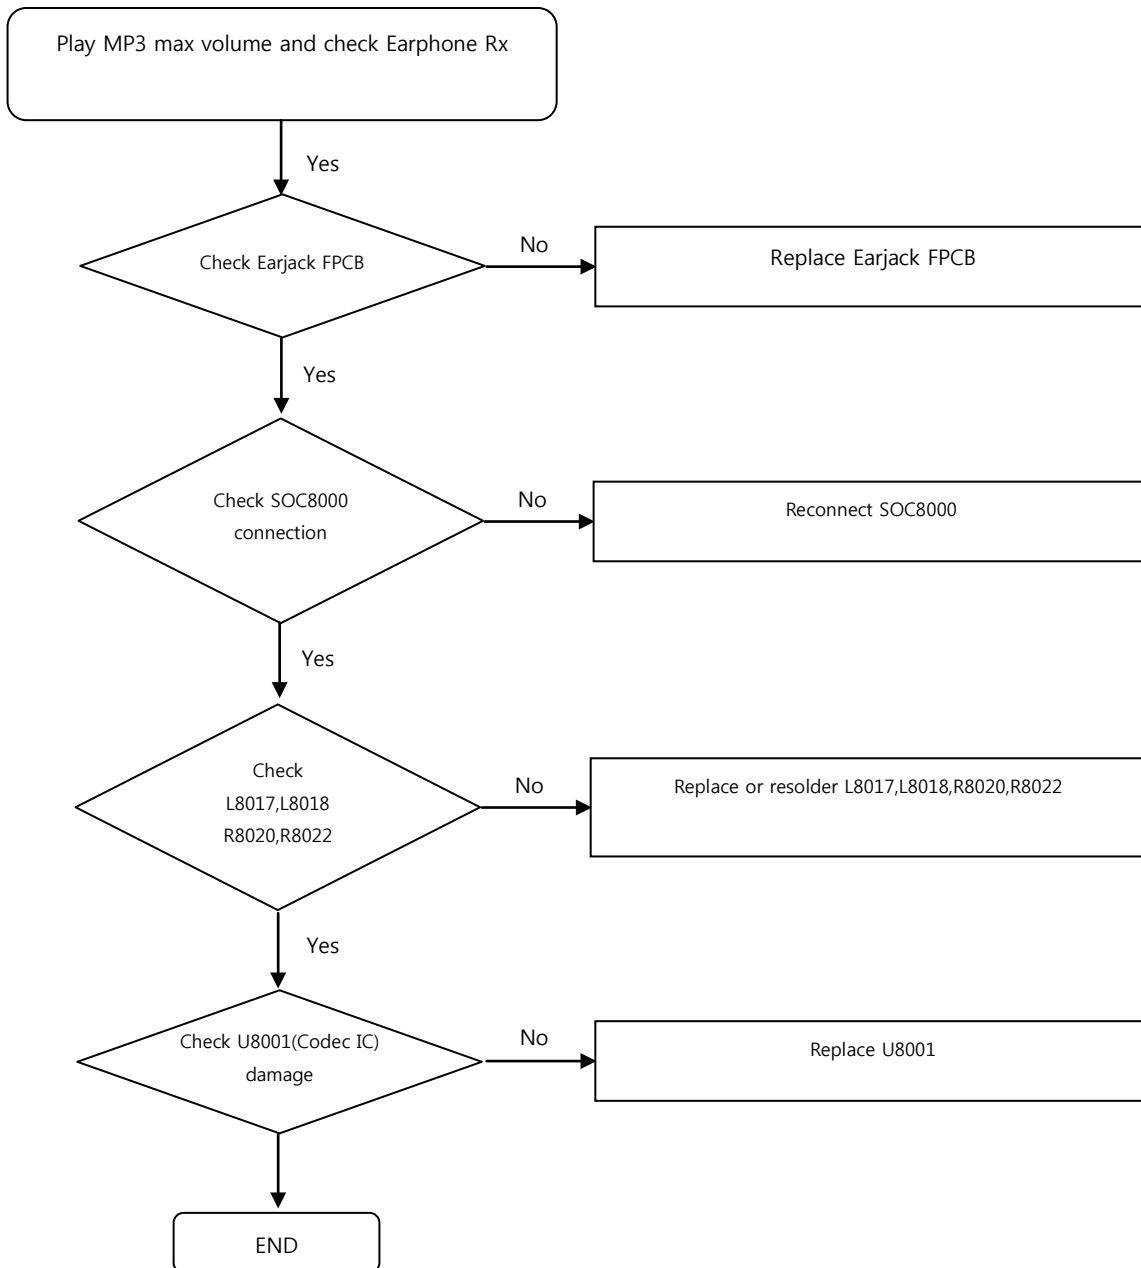 Play MP3 max volume and check Earphone Rx
Yes
Check Earjack FPCB
No
Replace Earjack FPCB
Yes
Check SOC8000
connection
No
Reconnect SOC8000
Yes
Check
L8017,L8018
R8020,R8022
No
Replace or resolder L8017,L8018,R8020,R8022
Yes
Check U8001(Codec IC)
damage
No
Replace U8001
END